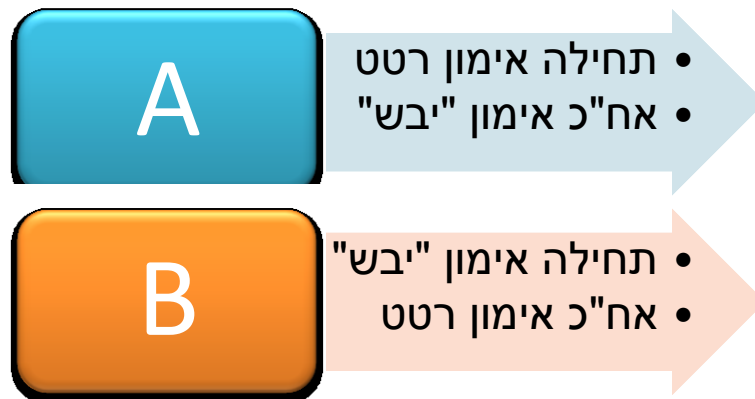 A
• תחילה אימון רטט
• אח"כ אימון "יבש"
B
• תחילה אימון "יבש"
• אח"כ אימון רטט